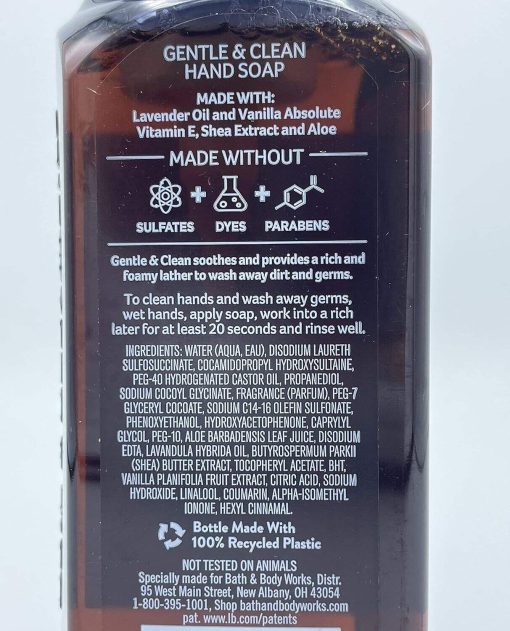 GENTLE & CLEAN
HAND SOAP
MADE WITH:
Lavender Oil and Vanilla Absolute
Vitamin E, Shea Extract and Aloe
MADE WITHOUT
SULFATES + DYES + PARABENS
Gentle & Clean soothes and provides a rich and
foamy lather to wash away dirt and germs.
To clean hands and wash away germs,
wet hands, apply soap, work into a rich
later for at least 20 seconds and rinse well.
INGREDIENTS: WATER (AQUA, EAU), DISODIUM LAURETH
SULFOSUCCINATE, COCAMIDOPROPYL HYDROXYSULTAINE,
PEG-40 HYDROGENATED CASTOR OIL, PROPANEDIOL,
SODIUM COCOYL GLYCINATE, FRAGRANCE (PARFUM), PEG-7
GLYCERYL COCOATE, SODIUM C14-16 OLEFIN SULFONATE,
PHENOXYETHANOL, HYDROXYACETOPHENONE, CAPRYLYL
GLYCOL, PEG-10, ALOE BARBADENSIS LEAF JUICE, DISODIUM
EDTA, LAVANDULA HYBRIDA OIL, BUTYROSPERMUM PARKII
(SHEA) BUTTER EXTRACT, TOCOPHERYL ACETATE, BHT,
VANILLA PLANIFOLIA FRUIT EXTRACT, CITRIC ACID, SODIUM
HYDROXIDE, LINALOOL, COUMARIN, ALPHA-ISOMETHYL
IONONE, HEXYL CINNAMAL.
Bottle Made With
100% Recycled Plastic
NOT TESTED ON ANIMALS
Specially made for Bath & Body Works, Distr.
95 West Main Street, New Albany, OH 43054
1-800-395-1001, Shop bathandbodyworks.com
pat. www.lb.com/patents